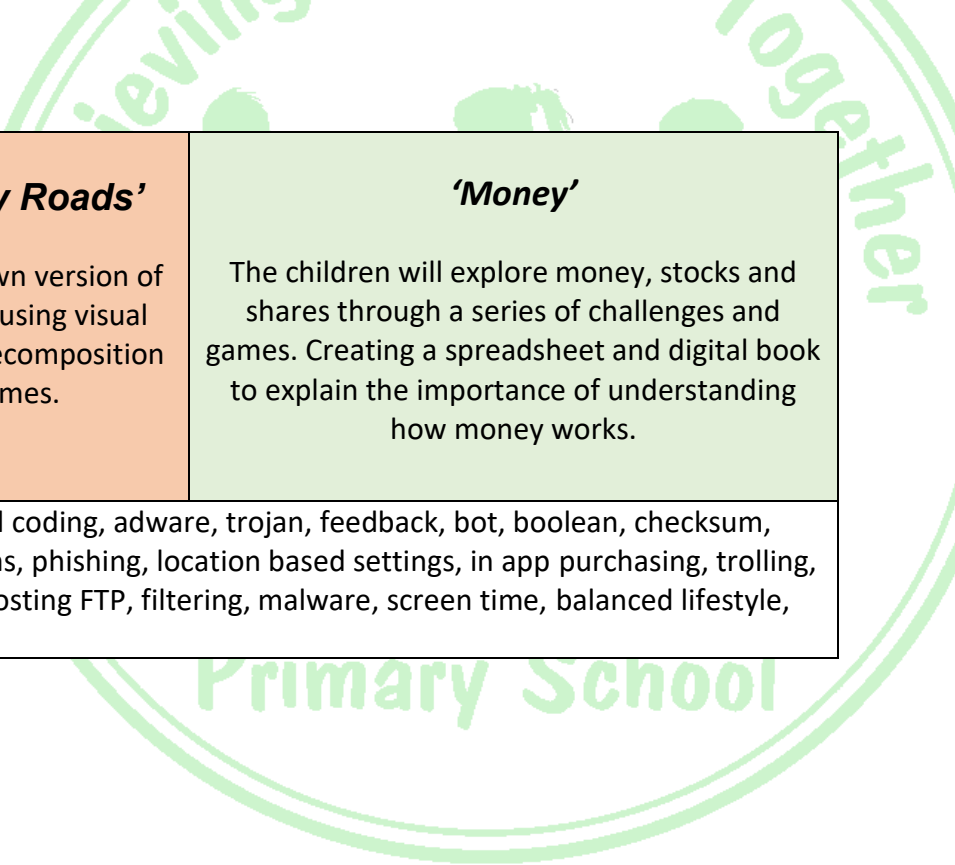 Together
y Roads’
wn version of
using visual
ecomposition
mes.
‘Money’
The children will explore money, stocks and
shares through a series of challenges and
games. Creating a spreadsheet and digital book
to explain the importance of understanding
how money works.
l coding, adware, trojan, feedback, bot, boolean, checksum,
ns, phishing, location based settings, in app purchasing, trolling,
osting FTP, filtering, malware, screen time, balanced lifestyle,
Primary School